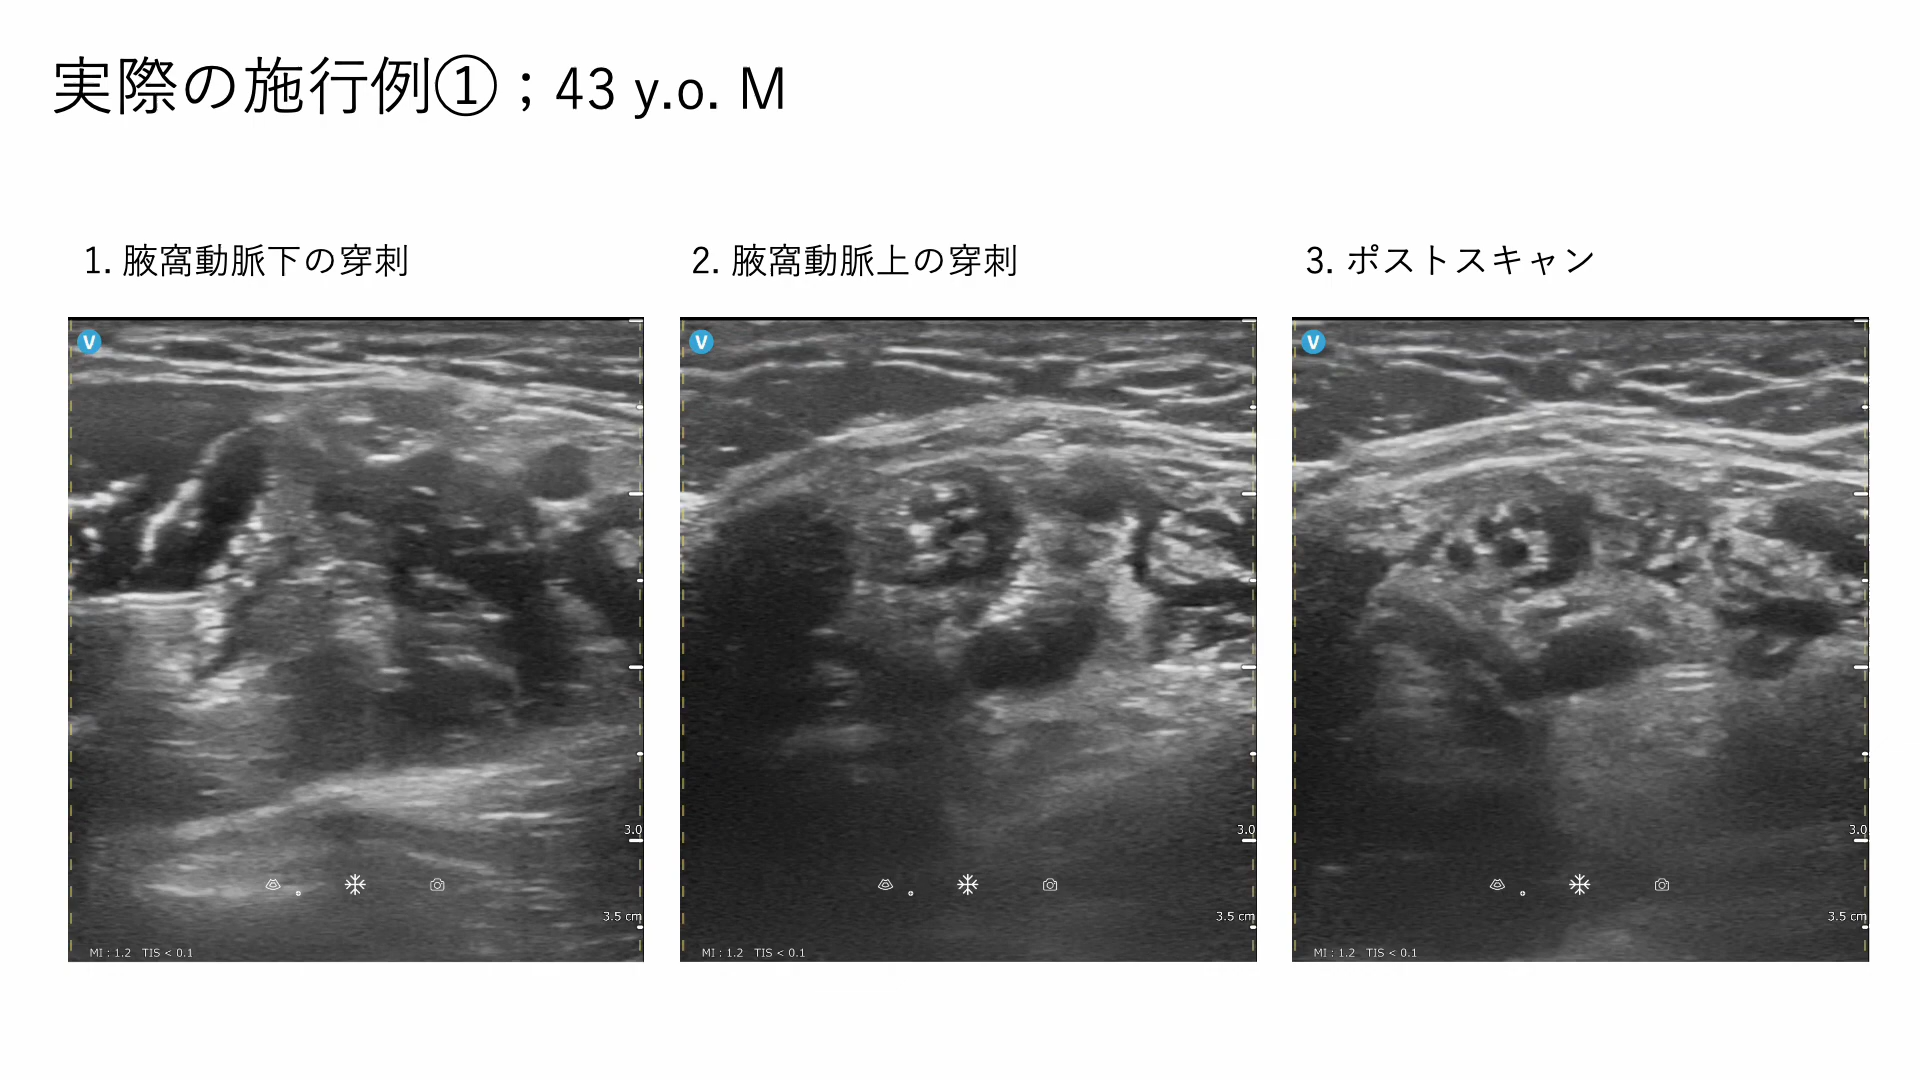 実際の施行例①；43 y.o. M
1. 腋窩動脈下の穿刺
2. 腋窩動脈上の穿刺
3. ポストスキャン
V
V
V
3.0
3.0
3.0
3.5 cm
3.5 cm
3.5 cm
MI : 1.2 TIS < 0.1
MI : 1.2 TIS < 0.1
MI : 1.2 TIS < 0.1